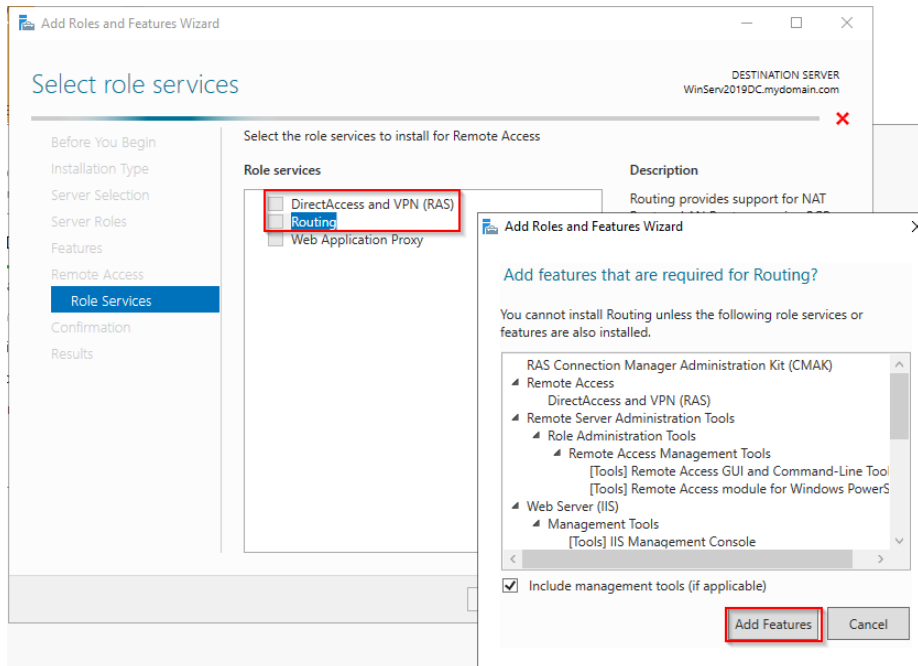 Add Roles and Features Wizard
Select role services
DESTINATION SERVER
WinServ2019DC.mydomain.com
Before You Begin
Installation Type
Server Selection
Server Roles
Features
Remote Access
Role Services
Confirmation
Results
Select the role services to install for Remote Access
Role services
DirectAccess and VPN (RAS)
Routing
Web Application Proxy
Description
Routing provides support for NAT
Add Roles and Features Wizard
Add features that are required for Routing?
You cannot install Routing unless the following role services or
features are also installed.
RAS Connection Manager Administration Kit (CMAK)
Remote Access
DirectAccess and VPN (RAS)
Remote Server Administration Tools
Role Administration Tools
Remote Access Management Tools
[Tools] Remote Access GUI and Command-Line Tool
[Tools] Remote Access module for Windows PowerS
Web Server (IIS)
Management Tools
[Tools] IIS Management Console
Include management tools (if applicable)
Add Features
Cancel